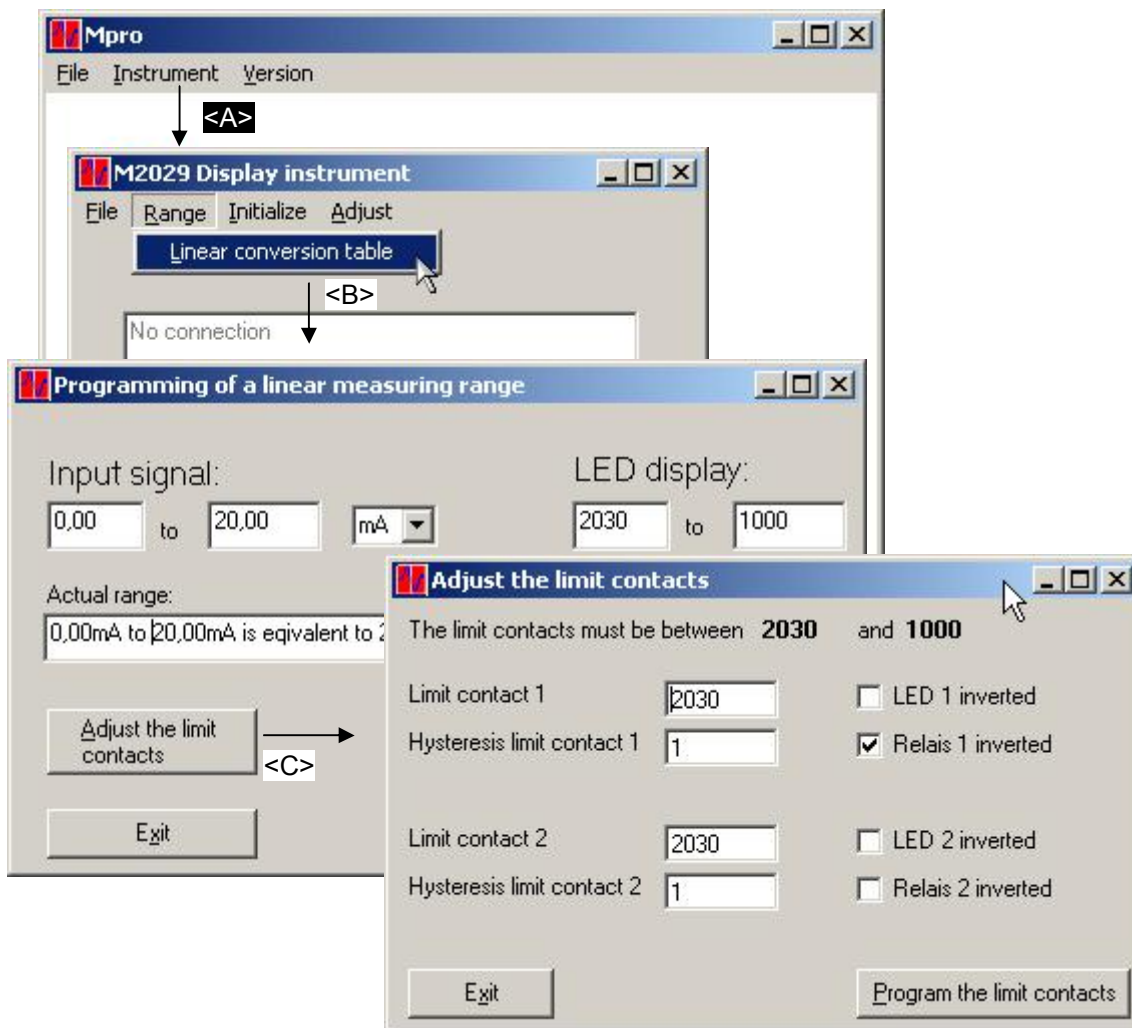 Mpro
File Instrument Version
<A>
M2029 Display instrument
File Range Initialize Adjust
Linear conversion table
<B>
No connection
Programming of a linear measuring range
Input signal:
LED display:
0,00 to 20,00 mA
2030 to 1000
Actual range:
0,00mA to 20,00mA is eqivalent to 2
Adjust the limit contacts
<C>
Exit
Adjust the limit contacts
The limit contacts must be between 2030 and 1000
Limit contact 1 2030 LED 1 inverted
Hysteresis limit contact 1 1 Relais 1 inverted
Limit contact 2 2030 LED 2 inverted
Hysteresis limit contact 2 1 Relais 2 inverted
Exit
Program the limit contacts